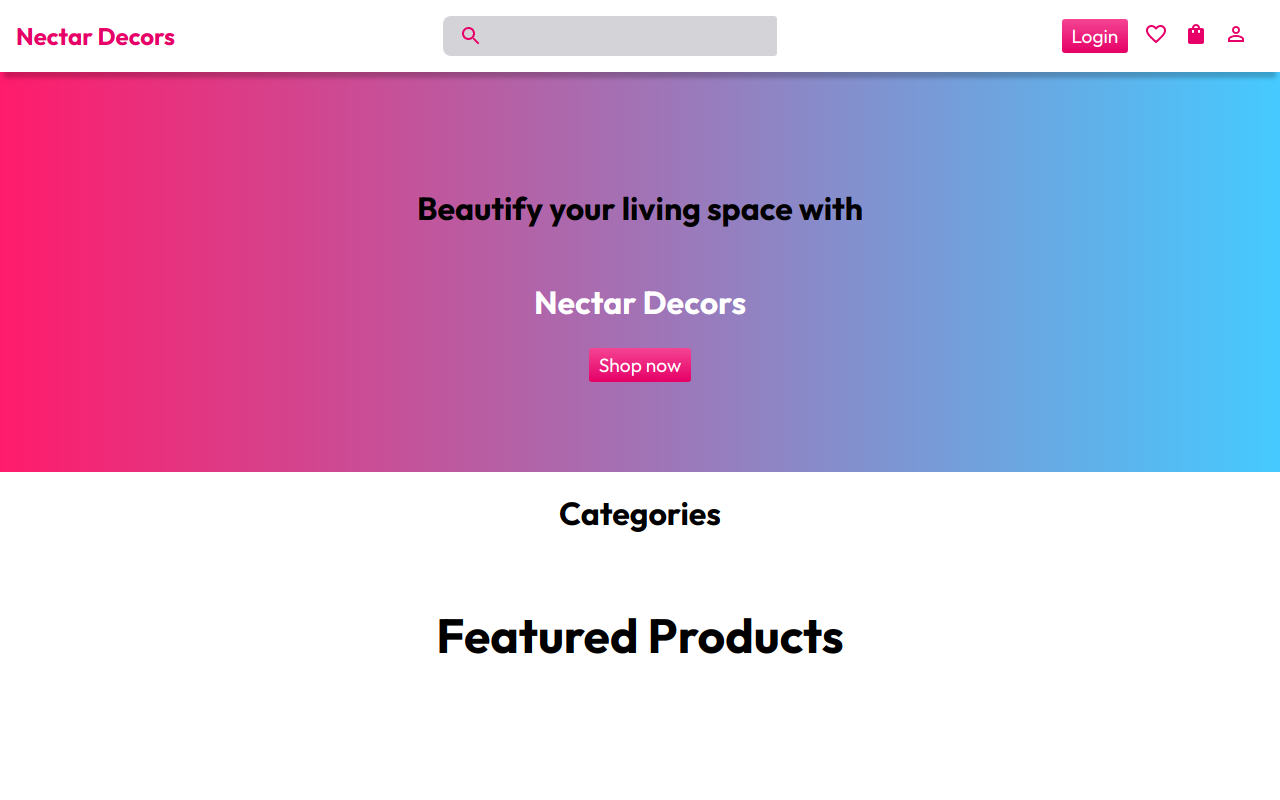 Nectar Decors
Login
Beautify your living space with
Nectar Decors
Shop now
Categories
Featured Products